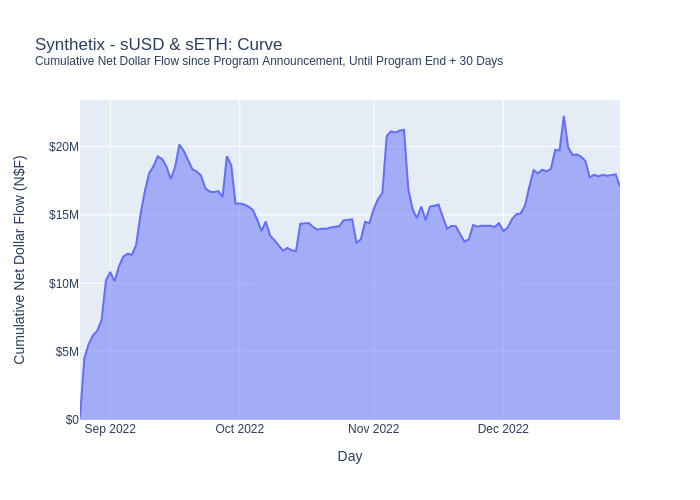 Synthetix - sUSD & sETH: Curve
Cumulative Net Dollar Flow since Program Announcement, Until Program End + 30 Days
Cumulative Net Dollar Flow (N$F)
$20M
$15M
$10M
$5M
$0
Sep 2022
Oct 2022
Nov 2022
Dec 2022
Day